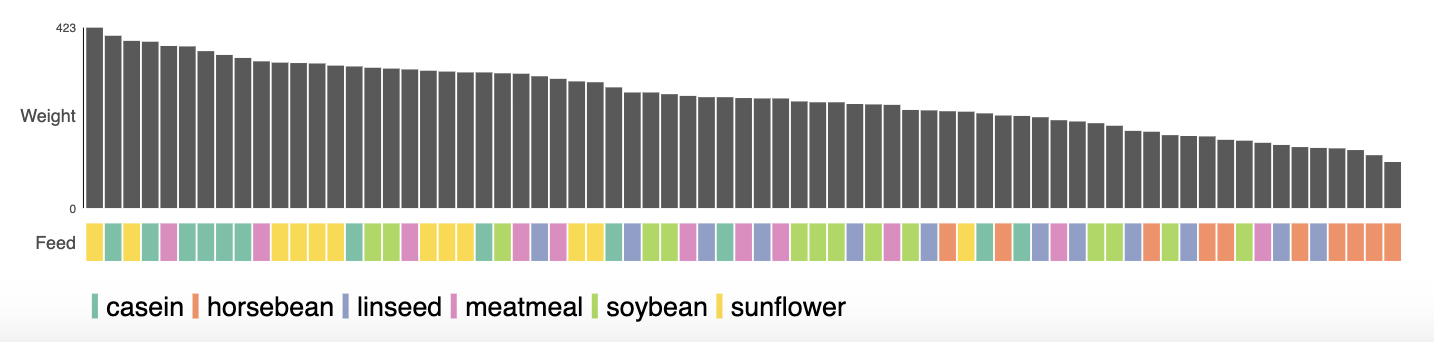 423
Weight
0
Feed
casein horsebean linseed meatmeal soybean sunflower